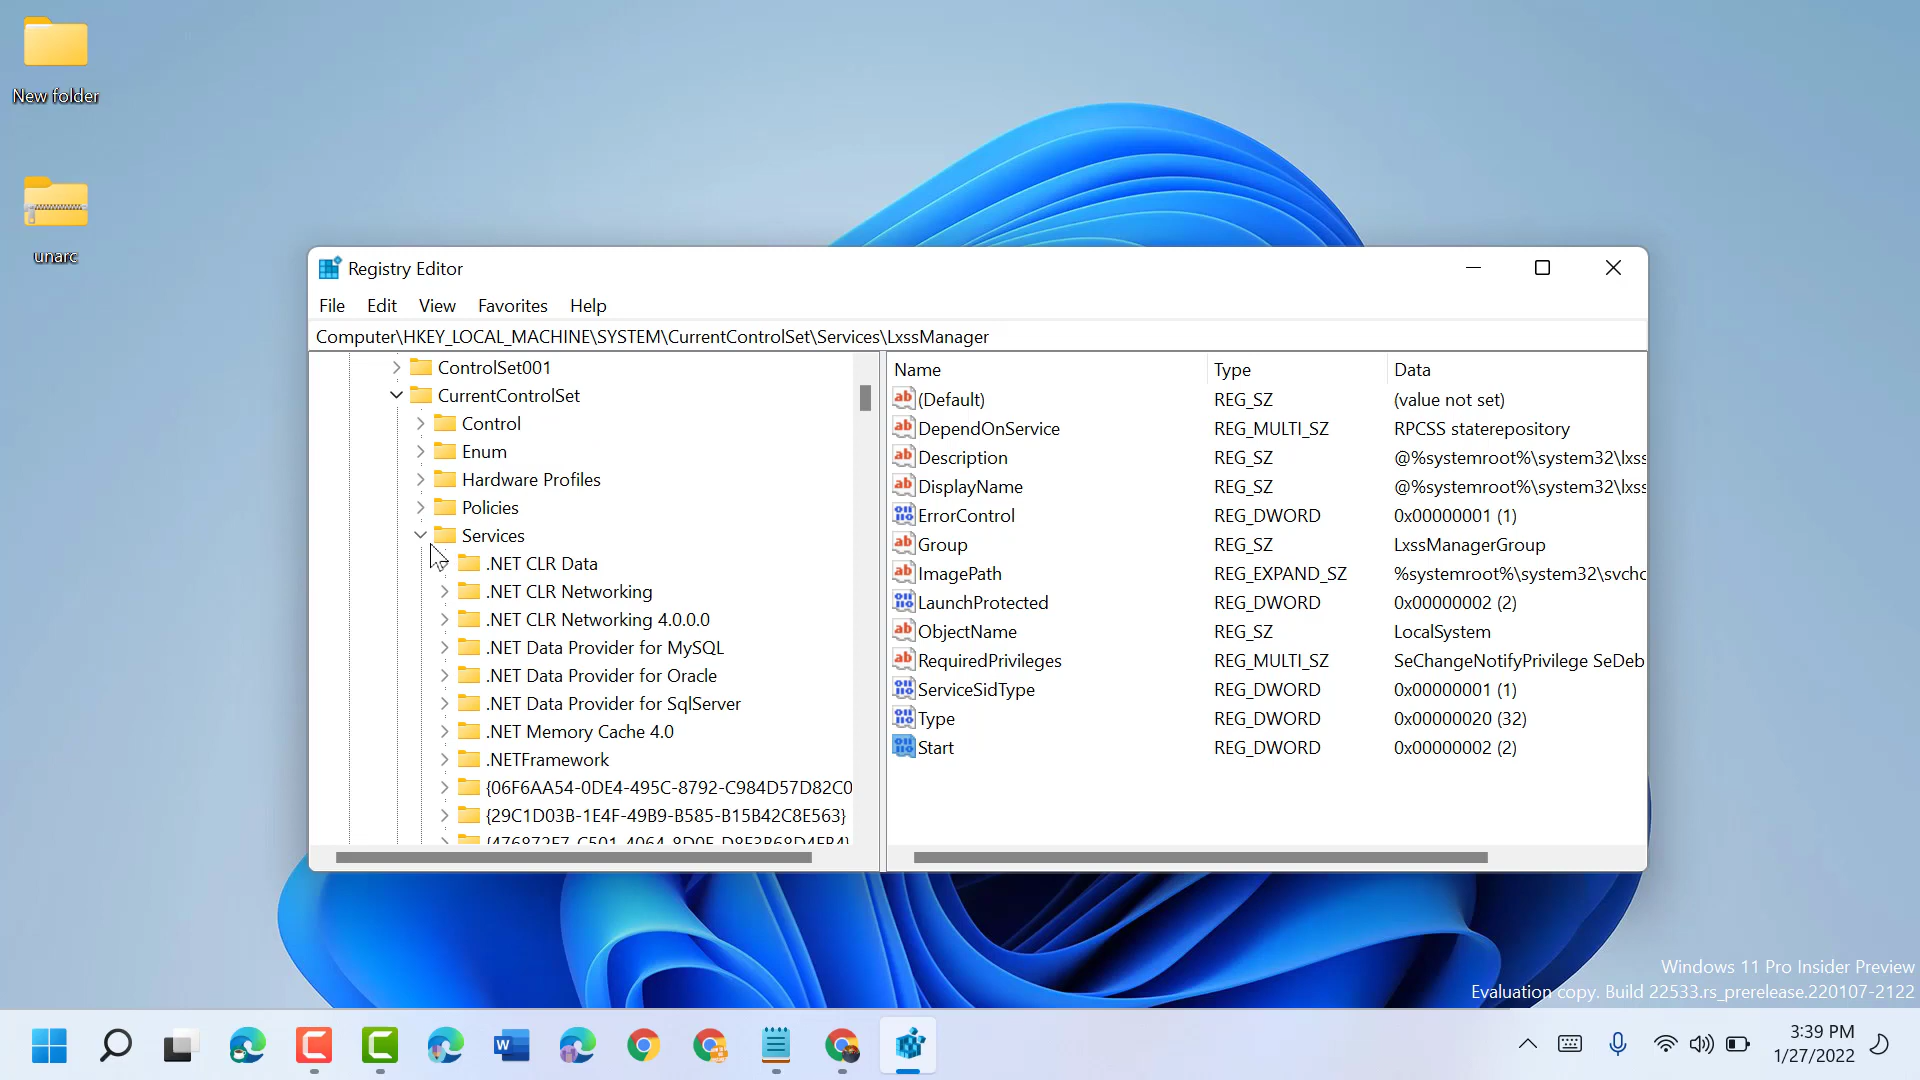 New folder
unarc
Registry Editor
File Edit View Favorites Help
Computer\HKEY_LOCAL_MACHINE\SYSTEM\CurrentControlSet\Services\LxssManager
ControlSet001
CurrentControlSet
Control
Enum
Hardware Profiles
Policies
Services
.NET CLR Data
.NET CLR Networking
.NET CLR Networking 4.0.0.0
.NET Data Provider for MySQL
.NET Data Provider for Oracle
.NET Data Provider for SqlServer
.NET Memory Cache 4.0
.NETFramework
{06F6AA54-0DE4-495C-8792-C984D57D82C0
{29C1D03B-1E4F-49B9-B585-B15B42C8E563}
Name Type Data
(Default) REG_SZ (value not set)
DependOnService REG_MULTI_SZ RPCSS staterepository
Description REG_SZ @%systemroot%\system32\lxss
DisplayName REG_SZ @%systemroot%\system32\lxss
ErrorControl REG_DWORD 0x00000001 (1)
Group REG_SZ LxssManagerGroup
ImagePath REG_EXPAND_SZ %systemroot%\system32\svchc
LaunchProtected REG_DWORD 0x00000002 (2)
ObjectName REG_SZ LocalSystem
RequiredPrivileges REG_MULTI_SZ SeChangeNotifyPrivilege SeDeb
ServiceSidType REG_DWORD 0x00000001 (1)
Type REG_DWORD 0x00000020 (32)
Start REG_DWORD 0x00000002 (2)
Windows 11 Pro Insider Preview
Evaluation copy. Build 22533.rs_prerelease.220107-2122
3:39 PM
1/27/2022